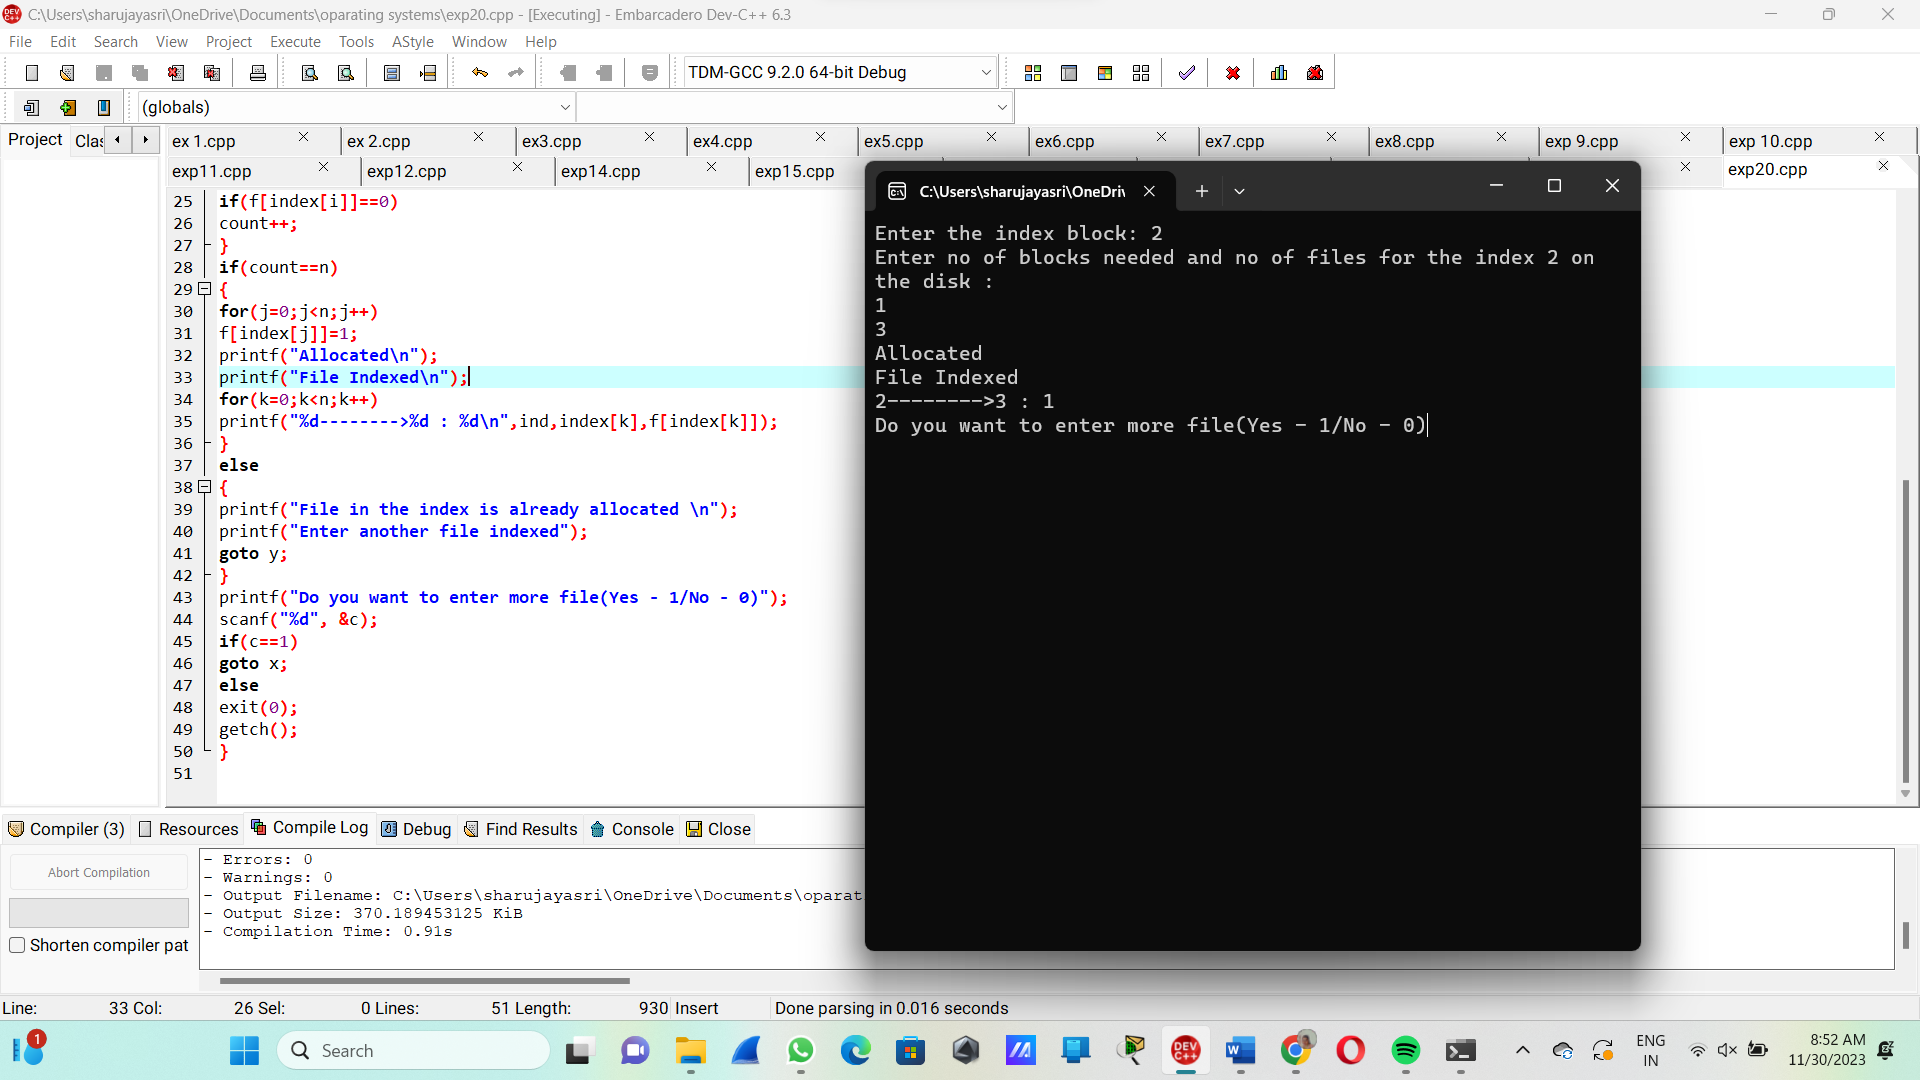 C:\Users\sharujayasri\OneDrive\Documents\oparating systems\exp20.cpp - [Executing] - Embarcadero Dev-C++ 6.3
File Edit Search View Project Execute Tools AStyle Window Help
TDM-GCC 9.2.0 64-bit Debug
(globals)
Project Clas
ex 1.cpp ex 2.cpp ex3.cpp ex4.cpp ex5.cpp ex6.cpp ex7.cpp ex8.cpp exp 9.cpp exp 10.cpp
exp11.cpp exp12.cpp exp14.cpp exp15.cpp exp20.cpp
25 if(f[index[i]]==0)
26 count++;
27 }
28 if(count==n)
29 {
30 for(j=0;j<n;j++)
31 f[index[j]]=1;
32 printf("Allocated\n");
33 printf("File Indexed\n");
34 for(k=0;k<n;k++)
35 printf("%d-------->%d : %d\n",ind,index[k],f[index[k]]);
36 }
37 else
38 {
39 printf("File in the index is already allocated \n");
40 printf("Enter another file indexed");
41 goto y;
42 }
43 printf("Do you want to enter more file(Yes - 1/No - 0)");
44 scanf("%d", &c);
45 if(c==1)
46 goto x;
47 else
48 exit(0);
49 getch();
50 }
51
C:\Users\sharujayasri\OneDri
Enter the index block: 2
Enter no of blocks needed and no of files for the index 2 on
the disk :
1
3
Allocated
File Indexed
2-------->3 : 1
Do you want to enter more file(Yes - 1/No - 0)
Compiler (3) Resources Compile Log Debug Find Results Console Close
Abort Compilation
Shorten compiler pat
- Errors: 0
- Warnings: 0
- Output Filename: C:\Users\sharujayasri\OneDrive\Documents\oparat
- Output Size: 370.189453125 KiB
- Compilation Time: 0.91s
Line: 33 Col: 26 Sel: 0 Lines: 51 Length: 930 Insert Done parsing in 0.016 seconds
1
Search
DEV C++
ENG
IN
8:52 AM
11/30/2023